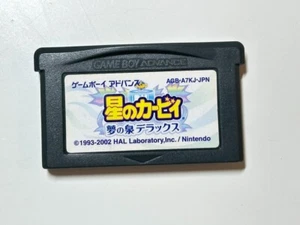 GAME BOY ADVANCE
ゲームボーイ アドバンス
AGB-A7KJ-JPN
星のカービィ
夢の泉デラックス
©1993-2002 HAL Laboratory,Inc. / Nintendo